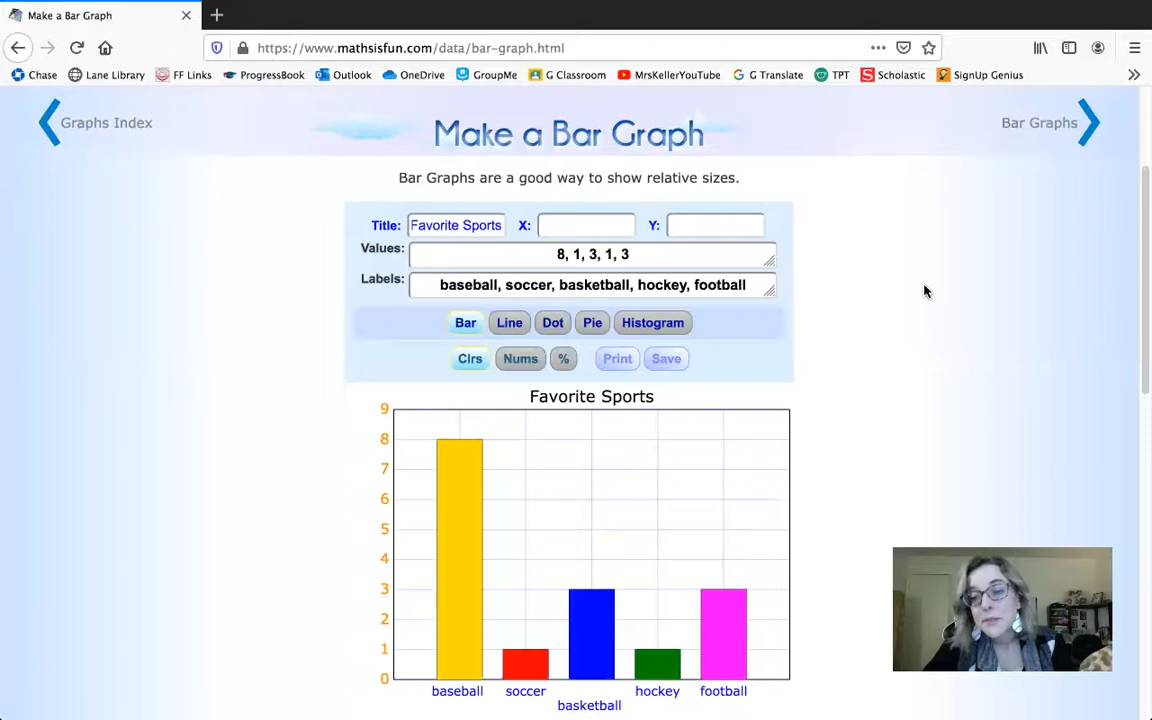 Make a Bar Graph
https://www.mathsisfun.com/data/bar-graph.html
Chase Lane Library FF Links ProgressBook Outlook OneDrive GroupMe G Classroom MrsKellerYouTube G Translate TPT Scholastic SignUp Genius
Graphs Index
Make a Bar Graph
Bar Graphs
Bar Graphs are a good way to show relative sizes.
Title: Favorite Sports X: Y:
Values: 8, 1, 3, 1, 3
Labels: baseball, soccer, basketball, hockey, football
Bar Line Dot Pie Histogram
Clrs Nums % Print Save
Favorite Sports
9
8
7
6
5
4
3
2
1
0
baseball soccer hockey football
basketball